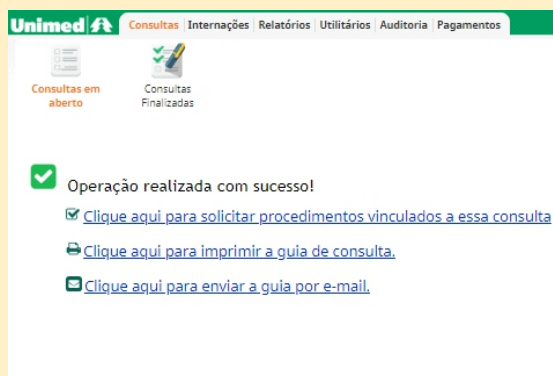 Unimed Consultas Internações Relatórios Utilitários Auditoria Pagamentos
Consultas em
aberto
Consultas
Finalizadas
Operação realizada com sucesso!
Clique aqui para solicitar procedimentos vinculados a essa consulta
Clique aqui para imprimir a guia de consulta.
Clique aqui para enviar a guia por e-mail.